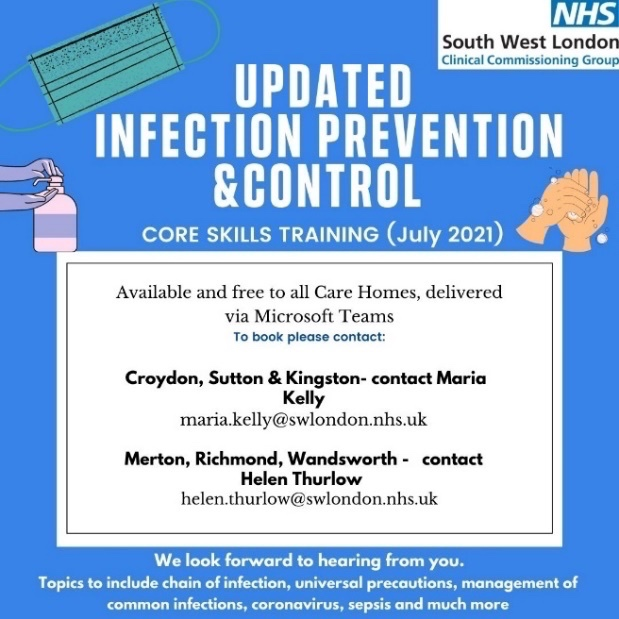 NHS
South West London
Clinical Commissioning Group
UPDATED
INFECTION PREVENTION
&CONTROL
CORE SKILLS TRAINING (July 2021)
Available and free to all Care Homes, delivered
via Microsoft Teams
To book please contact:
Croydon, Sutton & Kingston- contact Maria
Kelly
maria.kelly@swlondon.nhs.uk
Merton, Richmond, Wandsworth - contact
Helen Thurlow
helen.thurlow@swlondon.nhs.uk
We look forward to hearing from you.
Topics to include chain of infection, universal precautions, management of
common infections, coronavirus, sepsis and much more